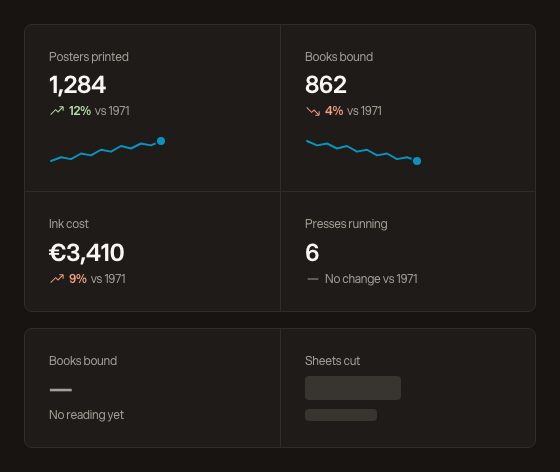 Posters printed
1,284
12% vs 1971
Books bound
862
4% vs 1971
Ink cost
€3,410
9% vs 1971
Presses running
6
— No change vs 1971
Books bound
—
No reading yet
Sheets cut